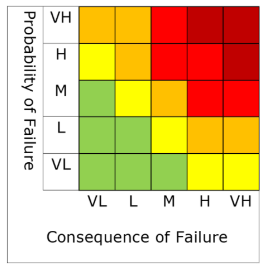 Probability of Failure
VH
H
M
L
VL
VL L M H VH
Consequence of Failure